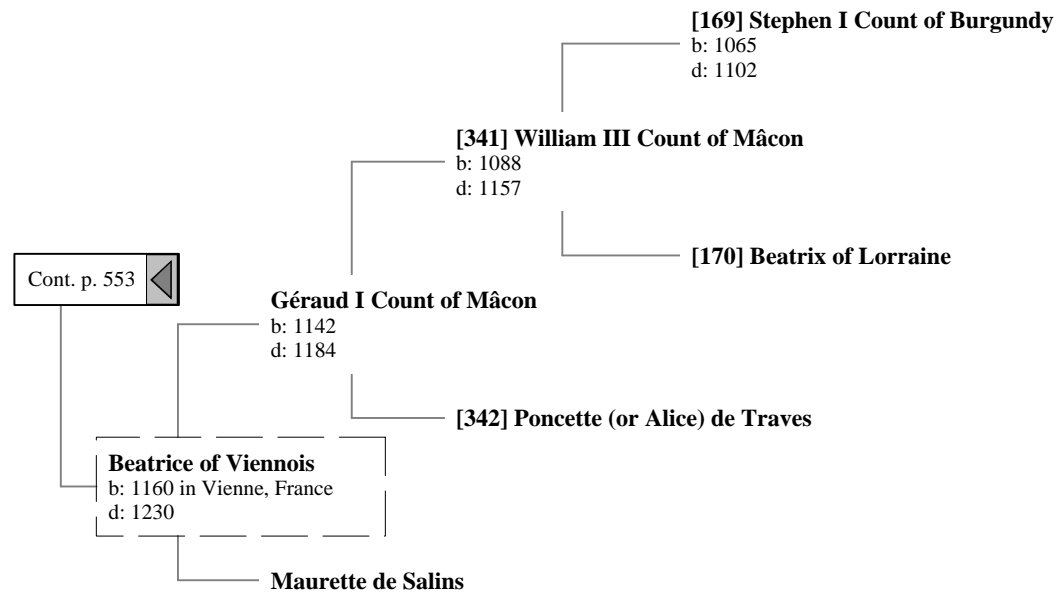 [169] Stephen I Count of Burgundy
b: 1065
d: 1102
[341] William III Count of Mâcon
b: 1088
d: 1157
[170] Beatrix of Lorraine
Cont. p. 553
Géraud I Count of Mâcon
b: 1142
d: 1184
[342] Poncette (or Alice) de Traves
Beatrice of Viennois
b: 1160 in Vienne, France
d: 1230
Maurette de Salins